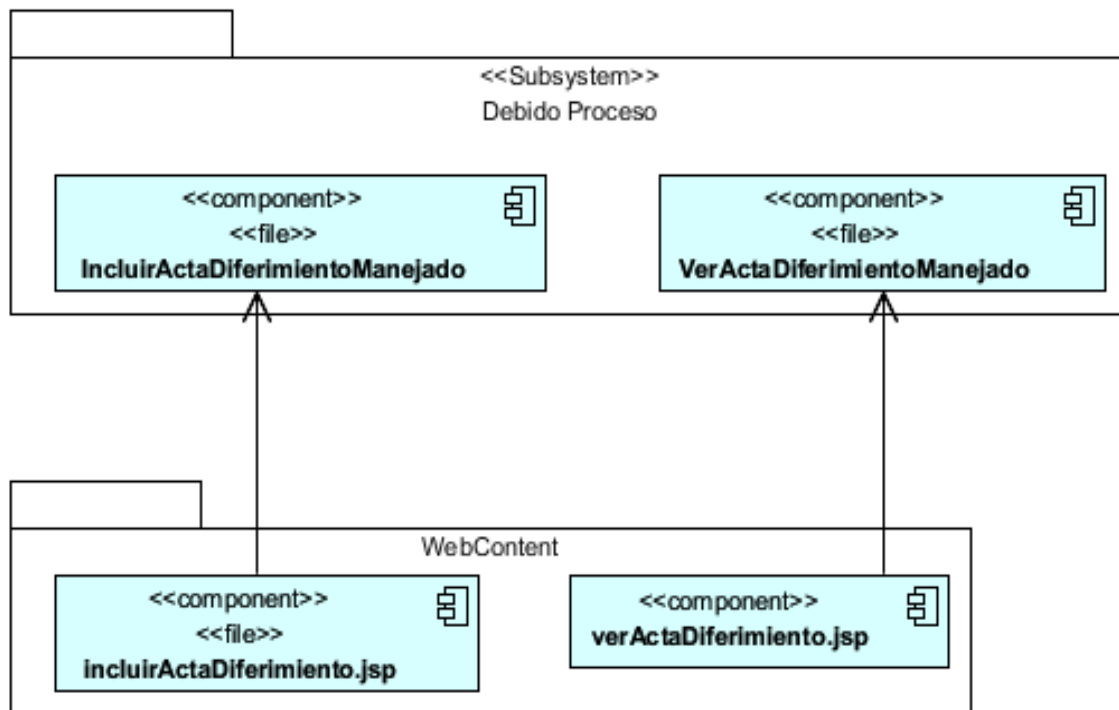 <<Subsystem>>
Debido Proceso
<<component>>
<<file>>
IncluirActaDiferimientoManejado
<<component>>
<<file>>
VerActaDiferimientoManejado
WebContent
<<component>>
<<file>>
incluirActaDiferimiento.jsp
<<component>>
verActaDiferimiento.jsp